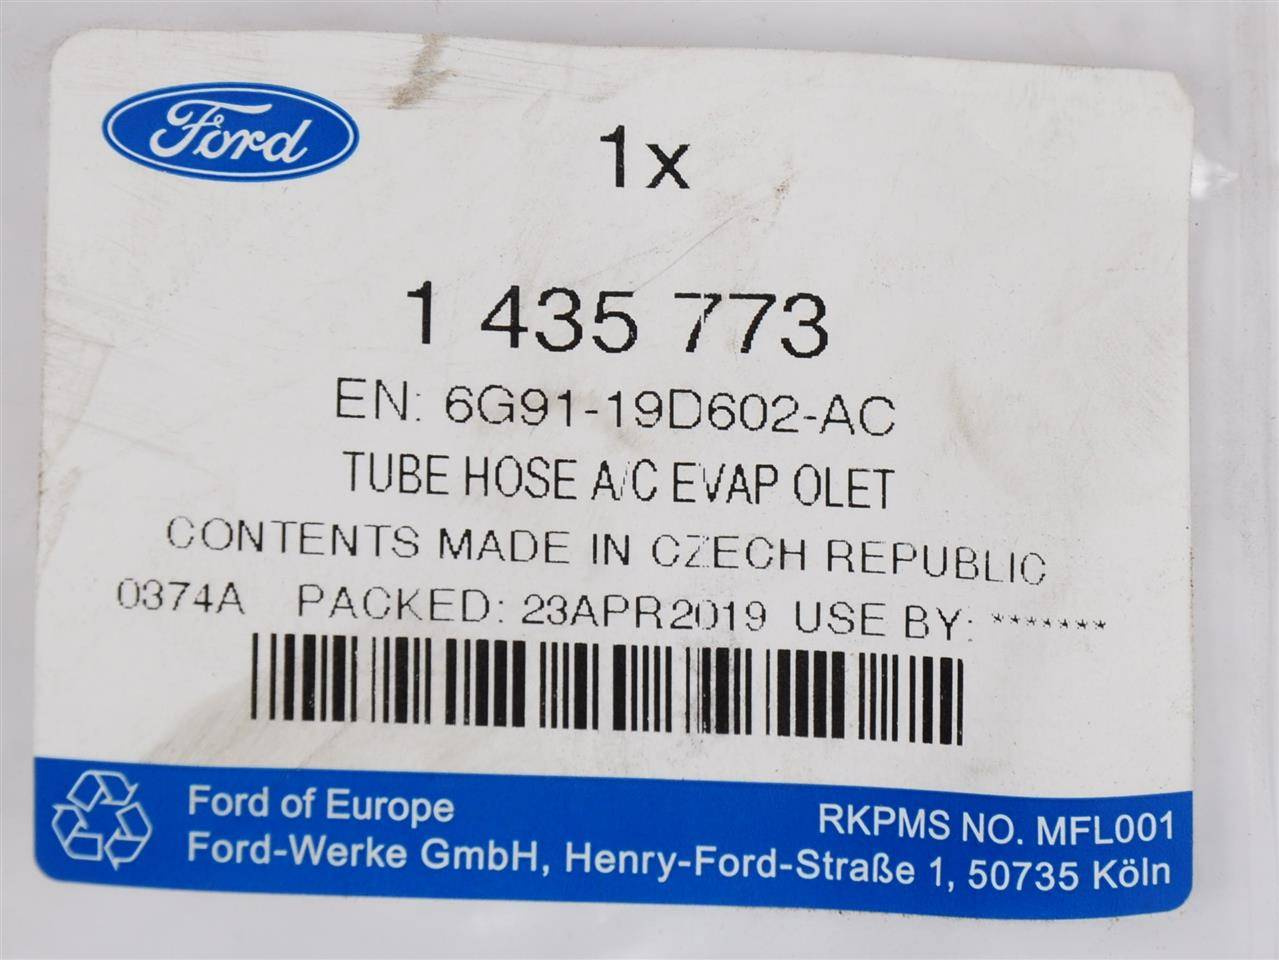 Ford
1x
1 435 773
EN: 6G91-19D602-AC
TUBE HOSE A/C EVAP OLET
CONTENTS MADE IN CZECH REPUBLIC
0374A PACKED: 23APR2019 USE BY: *******
Ford of Europe
RKPMS NO. MFL001
Ford-Werke GmbH, Henry-Ford-Straße 1, 50735 Köln